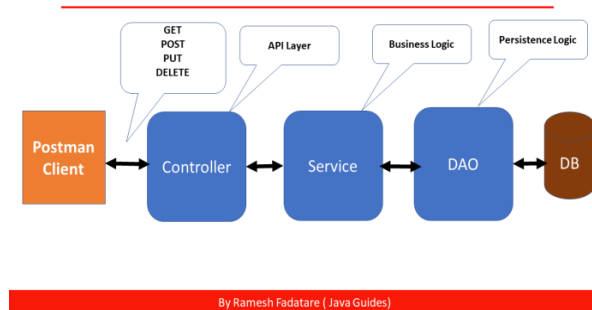 GET
POST
PUT
DELETE
API Layer
Business Logic
Persistence Logic
Postman
Client
Controller
Service
DAO
DB
By Ramesh Fadatare ( Java Guides)